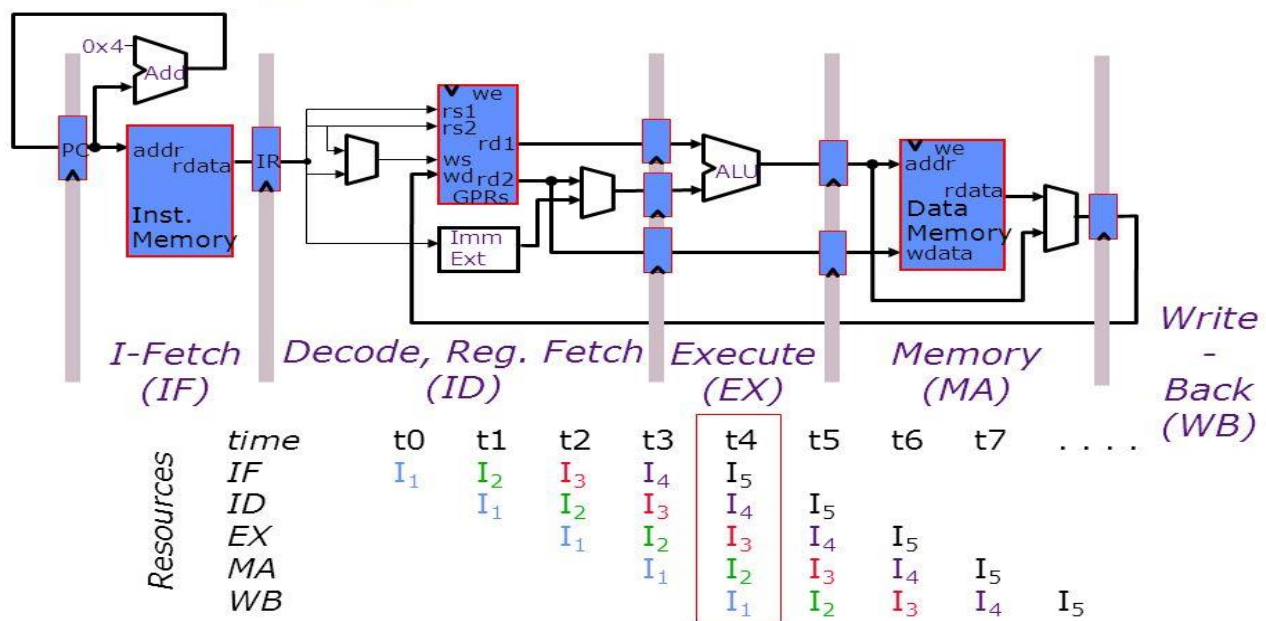 0x4
Add
PC
addr
rdata
Inst.
Memory
IR
we
rs1
rs2
rd1
ws
wd rd2
GPRs
Imm
Ext
ALU
we
addr
rdata
Data
Memory
wdata
I-Fetch
(IF)
Decode, Reg. Fetch
(ID)
Execute
(EX)
Memory
(MA)
Write
-
Back
(WB)
Resources
time t0 t1 t2 t3 t4 t5 t6 t7 . . . .
IF I₁ I₂ I₃ I₄ I₅
ID I₁ I₂ I₃ I₄ I₅
EX I₁ I₂ I₃ I₄ I₅
MA I₁ I₂ I₃ I₄ I₅
WB I₁ I₂ I₃ I₄ I₅